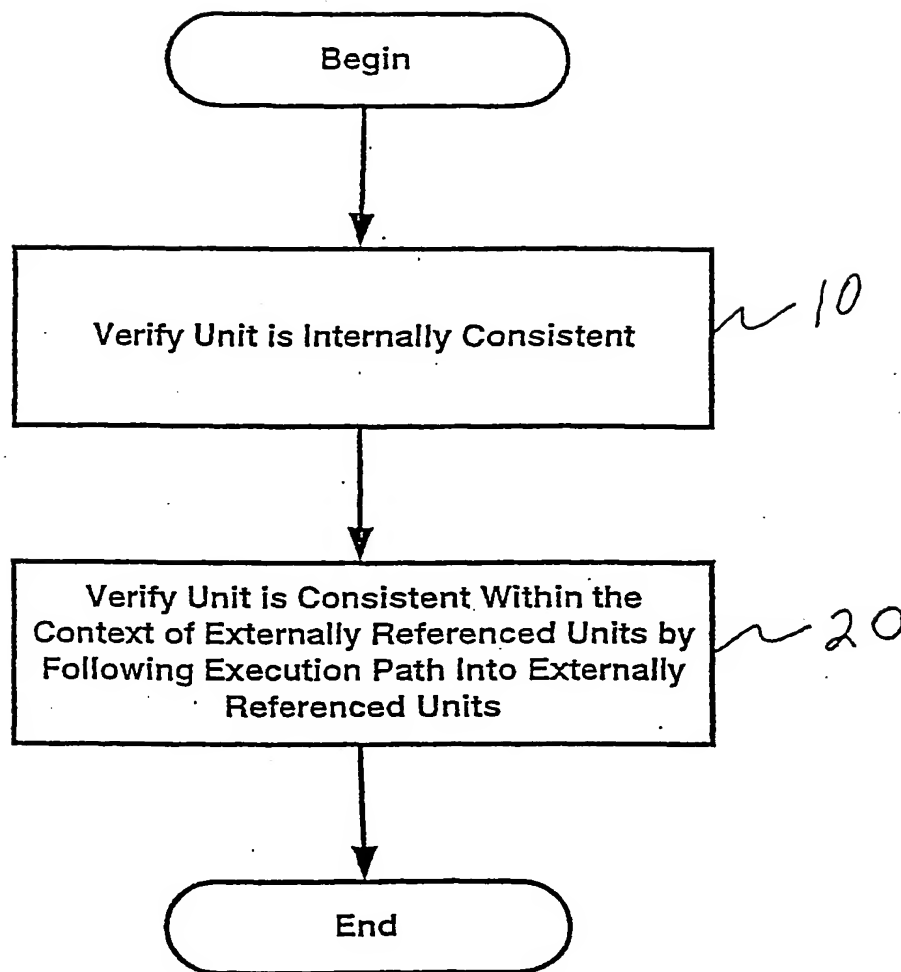 Begin
Verify Unit is Internally Consistent
10
Verify Unit is Consistent Within the
Context of Externally Referenced Units by
Following Execution Path Into Externally
Referenced Units
20
End